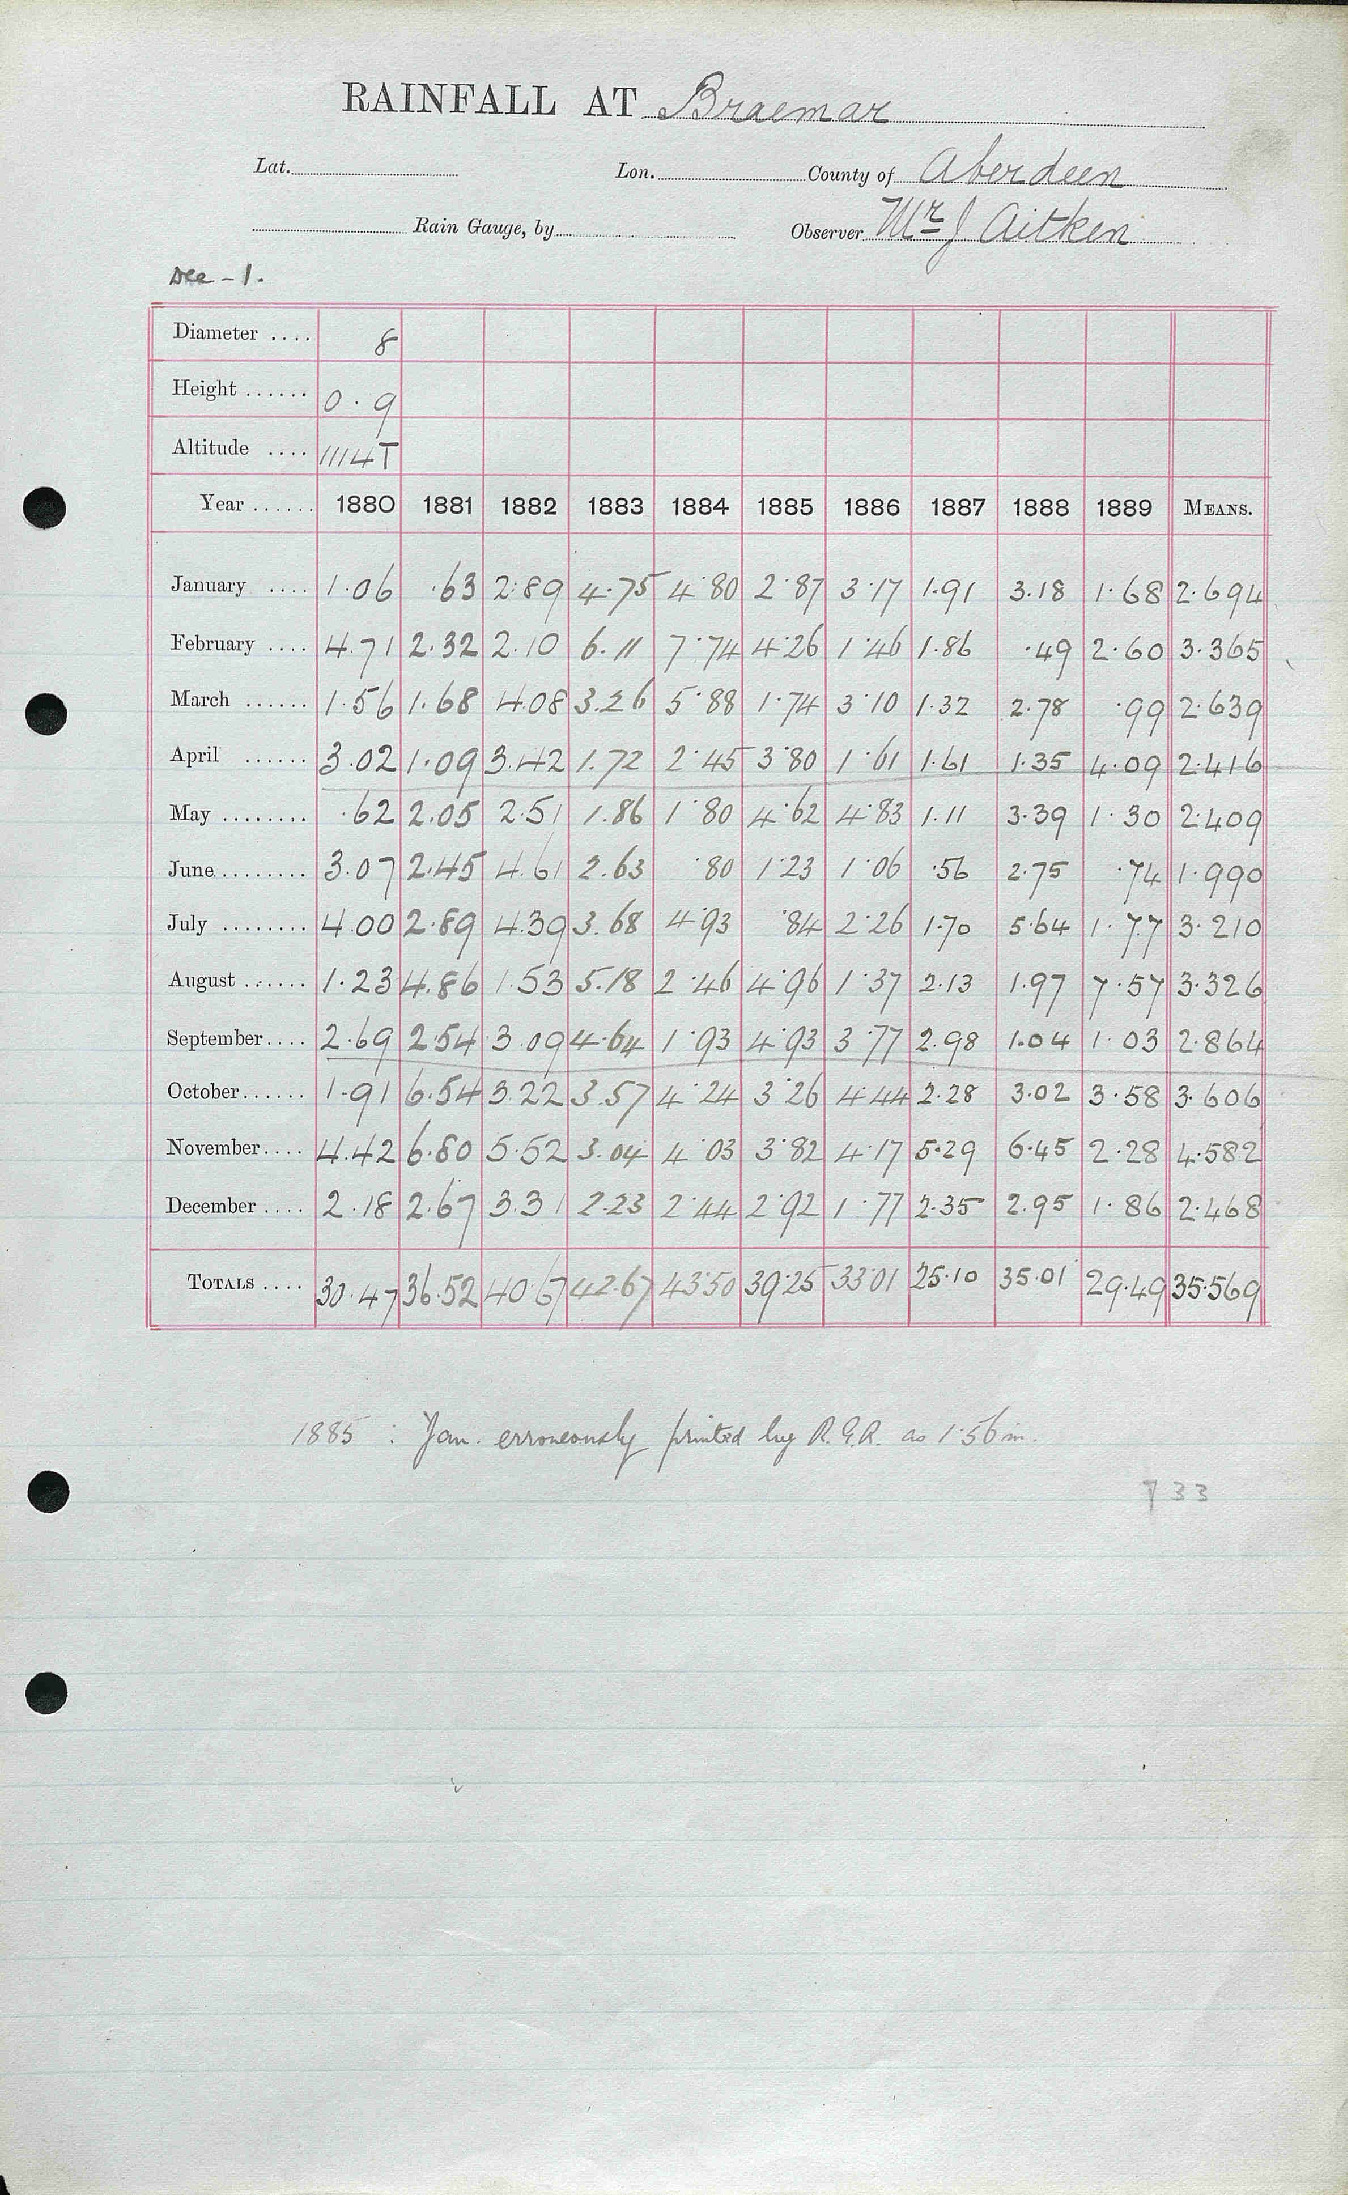 RAINFALL AT Braemar
Lat. Lon. County of Aberdeen
Rain Gauge, by Observer Mr J Aitken
Dee - 1.
Diameter .... 8
Height ...... 0.9
Altitude .... 1114T
Year ...... 1880 1881 1882 1883 1884 1885 1886 1887 1888 1889 MEANS.
January .... 1.06 .63 2.89 4.75 4.80 2.87 3.17 1.91 3.18 1.68 2.694
February .... 4.71 2.32 2.10 6.11 7.74 4.26 1.46 1.86 .49 2.60 3.365
March ...... 1.56 1.68 4.08 3.26 5.88 1.74 3.10 1.32 2.78 .99 2.639
April ...... 3.02 1.09 3.42 1.72 2.45 3.80 1.61 1.61 1.35 4.09 2.416
May ........ .62 2.05 2.51 1.86 1.80 4.62 4.83 1.11 3.39 1.30 2.409
June ........ 3.07 2.45 4.61 2.63 .80 1.23 1.06 .56 2.75 .74 1.990
July ........ 4.00 2.89 4.39 3.68 4.93 .84 2.26 1.70 5.64 1.77 3.210
August ...... 1.23 4.86 1.53 5.18 2.46 4.96 1.37 2.13 1.97 7.57 3.326
September.... 2.69 2.54 3.09 4.64 1.93 4.93 3.77 2.98 1.04 1.03 2.864
October...... 1.91 6.54 3.22 3.57 4.24 3.26 4.44 2.28 3.02 3.58 3.606
November.... 4.42 6.80 5.52 3.04 4.03 3.82 4.17 5.29 6.45 2.28 4.582
December .... 2.18 2.67 3.31 2.23 2.44 2.92 1.77 2.35 2.95 1.86 2.468
TOTALS .... 30.47 36.52 40.67 42.67 43.50 39.25 33.01 25.10 35.01 29.49 35.569
1885 : Jan. erroneously printed by R.G.R. as 1.56 in.
T 33